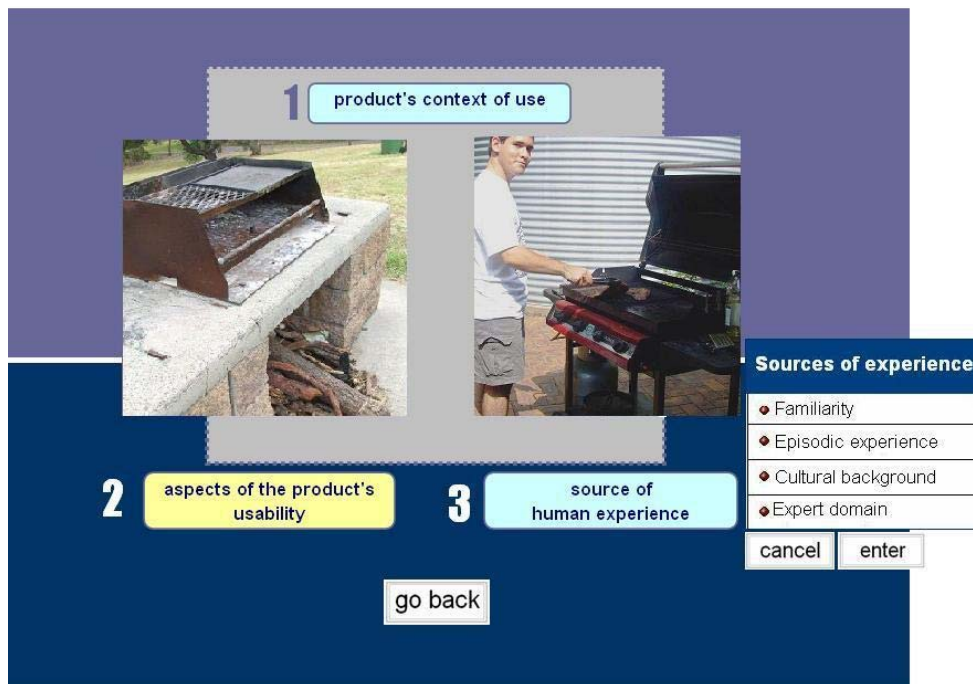 1
product's context of use
2
aspects of the product's
usability
3
source of
human experience
Sources of experience
Familiarity
Episodic experience
Cultural background
Expert domain
cancel
enter
go back